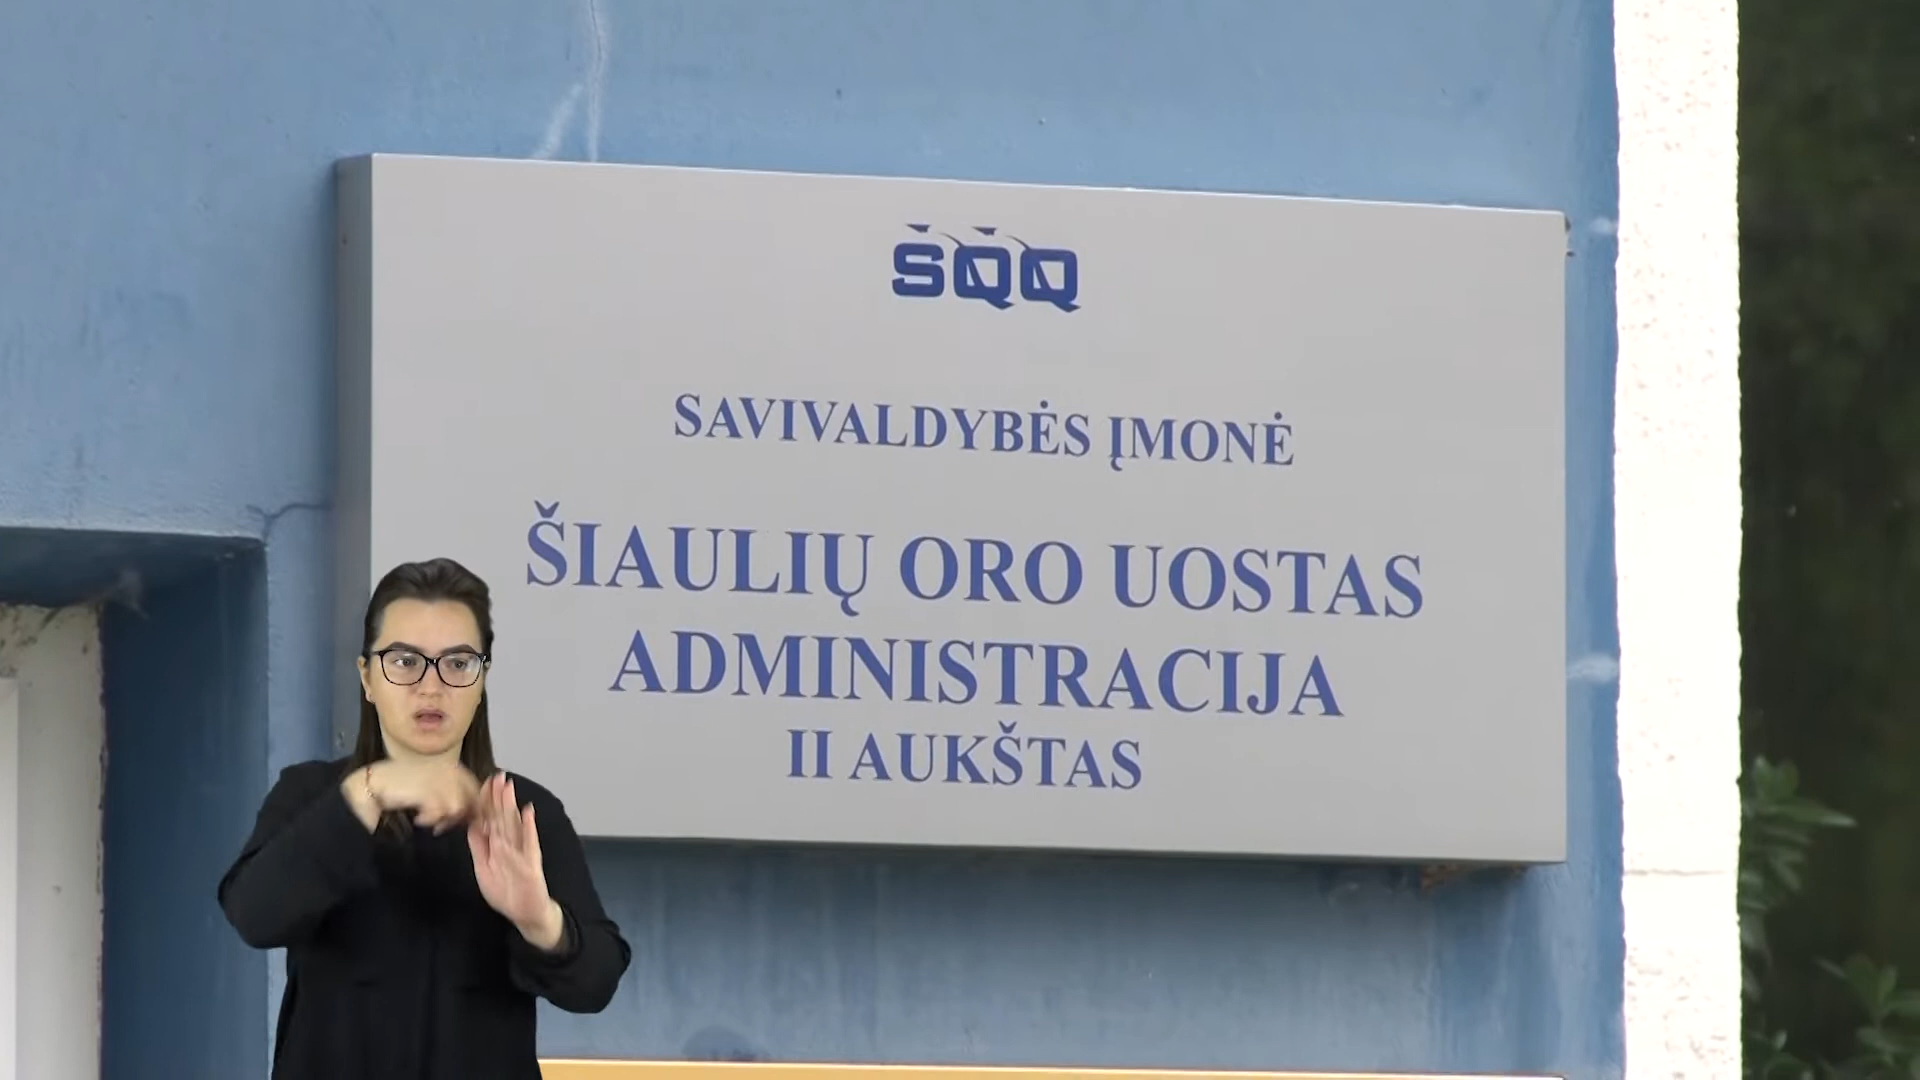 ŠQQ
SAVIVALDYBĖS ĮMONĖ
ŠIAULIŲ ORO UOSTAS
ADMINISTRACIJA
II AUKŠTAS